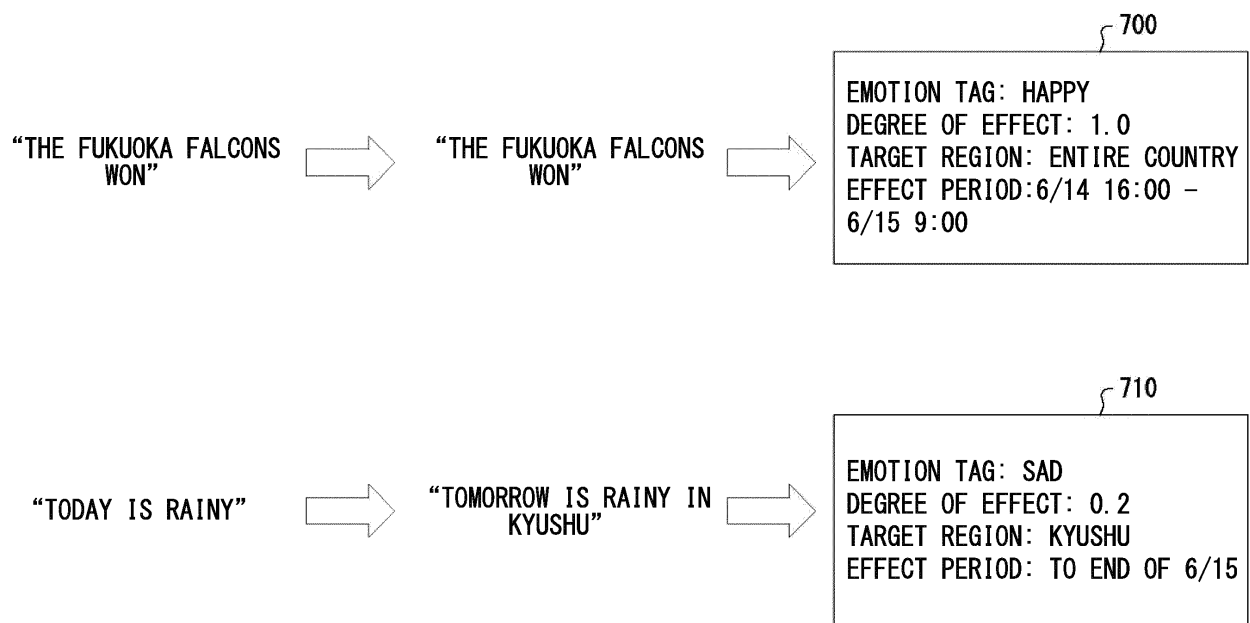 700
“THE FUKUOKA FALCONS
WON”
“THE FUKUOKA FALCONS
WON”
EMOTION TAG: HAPPY
DEGREE OF EFFECT: 1.0
TARGET REGION: ENTIRE COUNTRY
EFFECT PERIOD:6/14 16:00 –
6/15 9:00
710
“TODAY IS RAINY”
“TOMORROW IS RAINY IN
KYUSHU”
EMOTION TAG: SAD
DEGREE OF EFFECT: 0.2
TARGET REGION: KYUSHU
EFFECT PERIOD: TO END OF 6/15